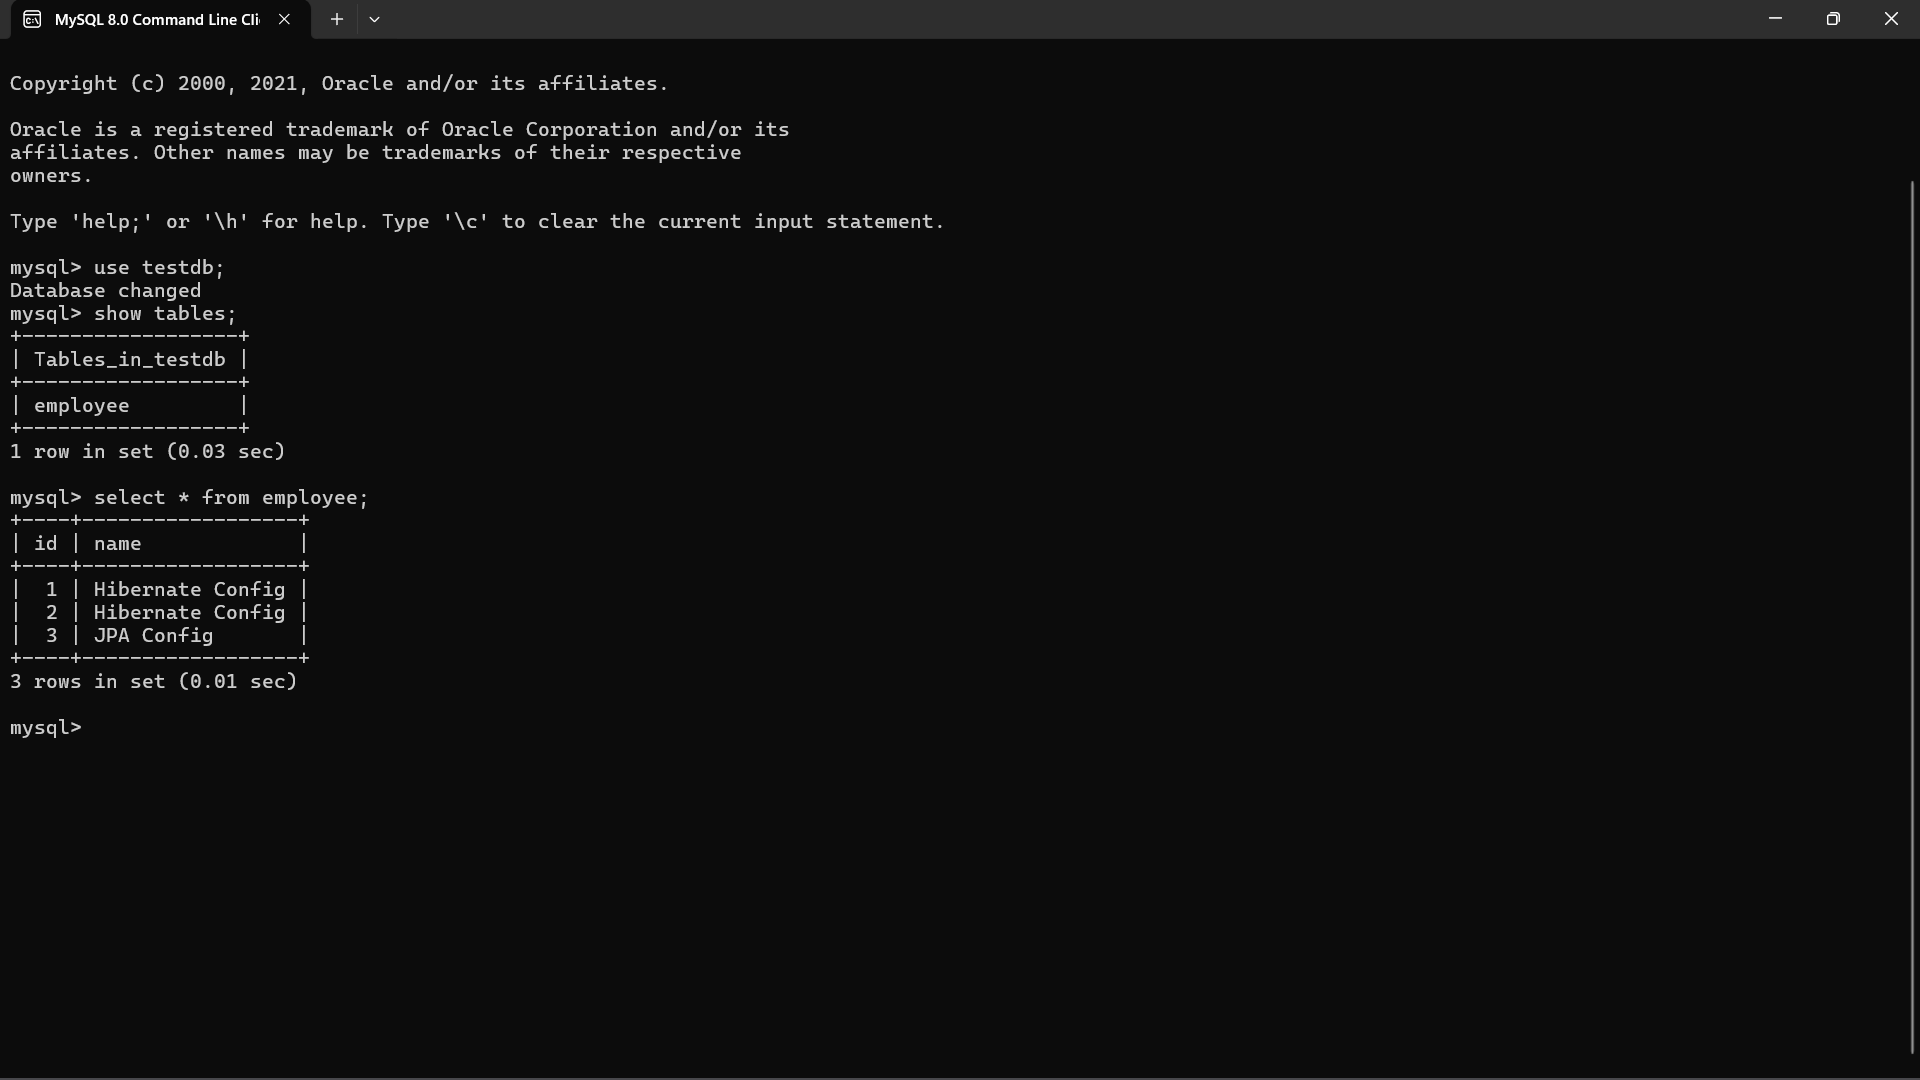 MySQL 8.0 Command Line Cli
Copyright (c) 2000, 2021, Oracle and/or its affiliates.
Oracle is a registered trademark of Oracle Corporation and/or its
affiliates. Other names may be trademarks of their respective
owners.
Type 'help;' or '\h' for help. Type '\c' to clear the current input statement.
mysql> use testdb;
Database changed
mysql> show tables;
+------------------+
| Tables_in_testdb |
+------------------+
| employee         |
+------------------+
1 row in set (0.03 sec)
mysql> select * from employee;
+----+------------------+
| id | name             |
+----+------------------+
|  1 | Hibernate Config |
|  2 | Hibernate Config |
|  3 | JPA Config       |
+----+------------------+
3 rows in set (0.01 sec)
mysql>